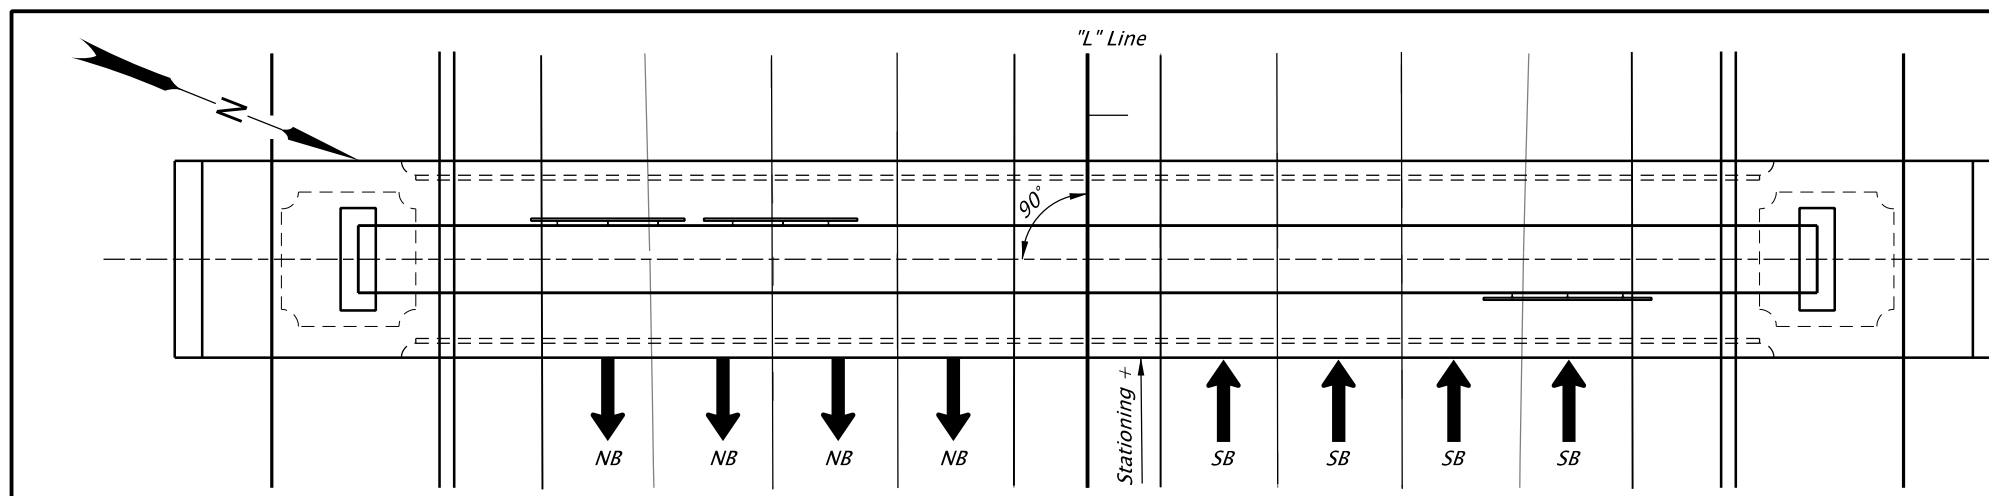 "L" Line
N
90°
Stationing +
NB NB NB NB SB SB SB SB